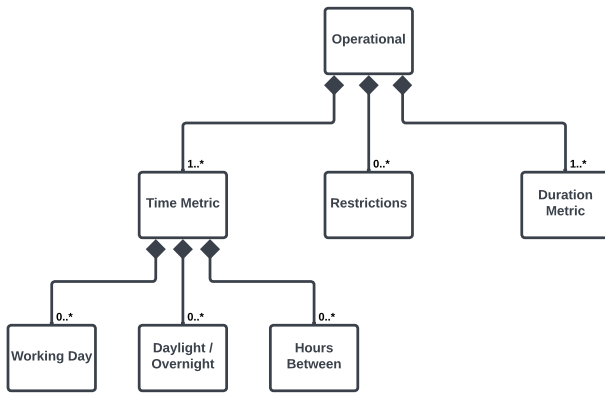 Operational
1..*
0..*
1..*
Time Metric
Restrictions
Duration
Metric
0..*
0..*
0..*
Working Day
Daylight /
Overnight
Hours
Between